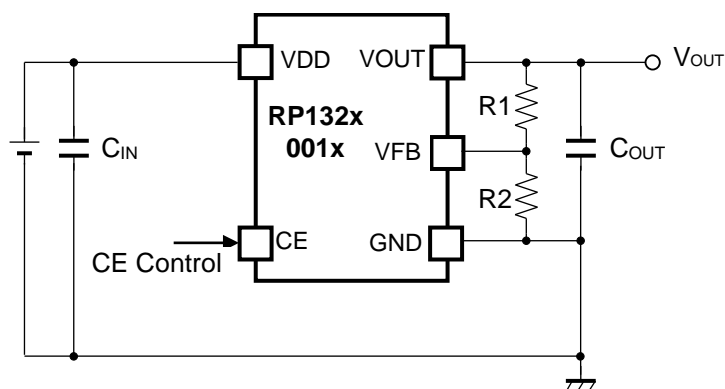 VDD
VOUT
VOUT
RP132x
001x
R1
CIN
VFB
COUT
R2
CE
GND
CE Control